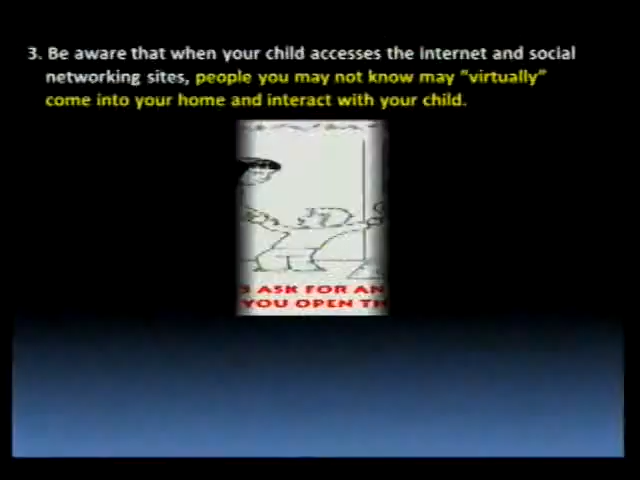 3. Be aware that when your child accesses the internet and social
networking sites, people you may not know may "virtually"
come into your home and interact with your child.
ASK FOR AN
YOU OPEN TH